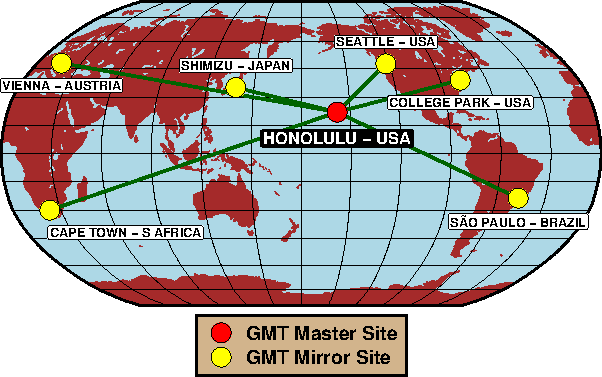 SEATTLE – USA
SHIMIZU – JAPAN
VIENNA – AUSTRIA
COLLEGE PARK – USA
HONOLULU – USA
SÃO PAULO – BRAZIL
CAPE TOWN – S AFRICA
GMT Master Site
GMT Mirror Site